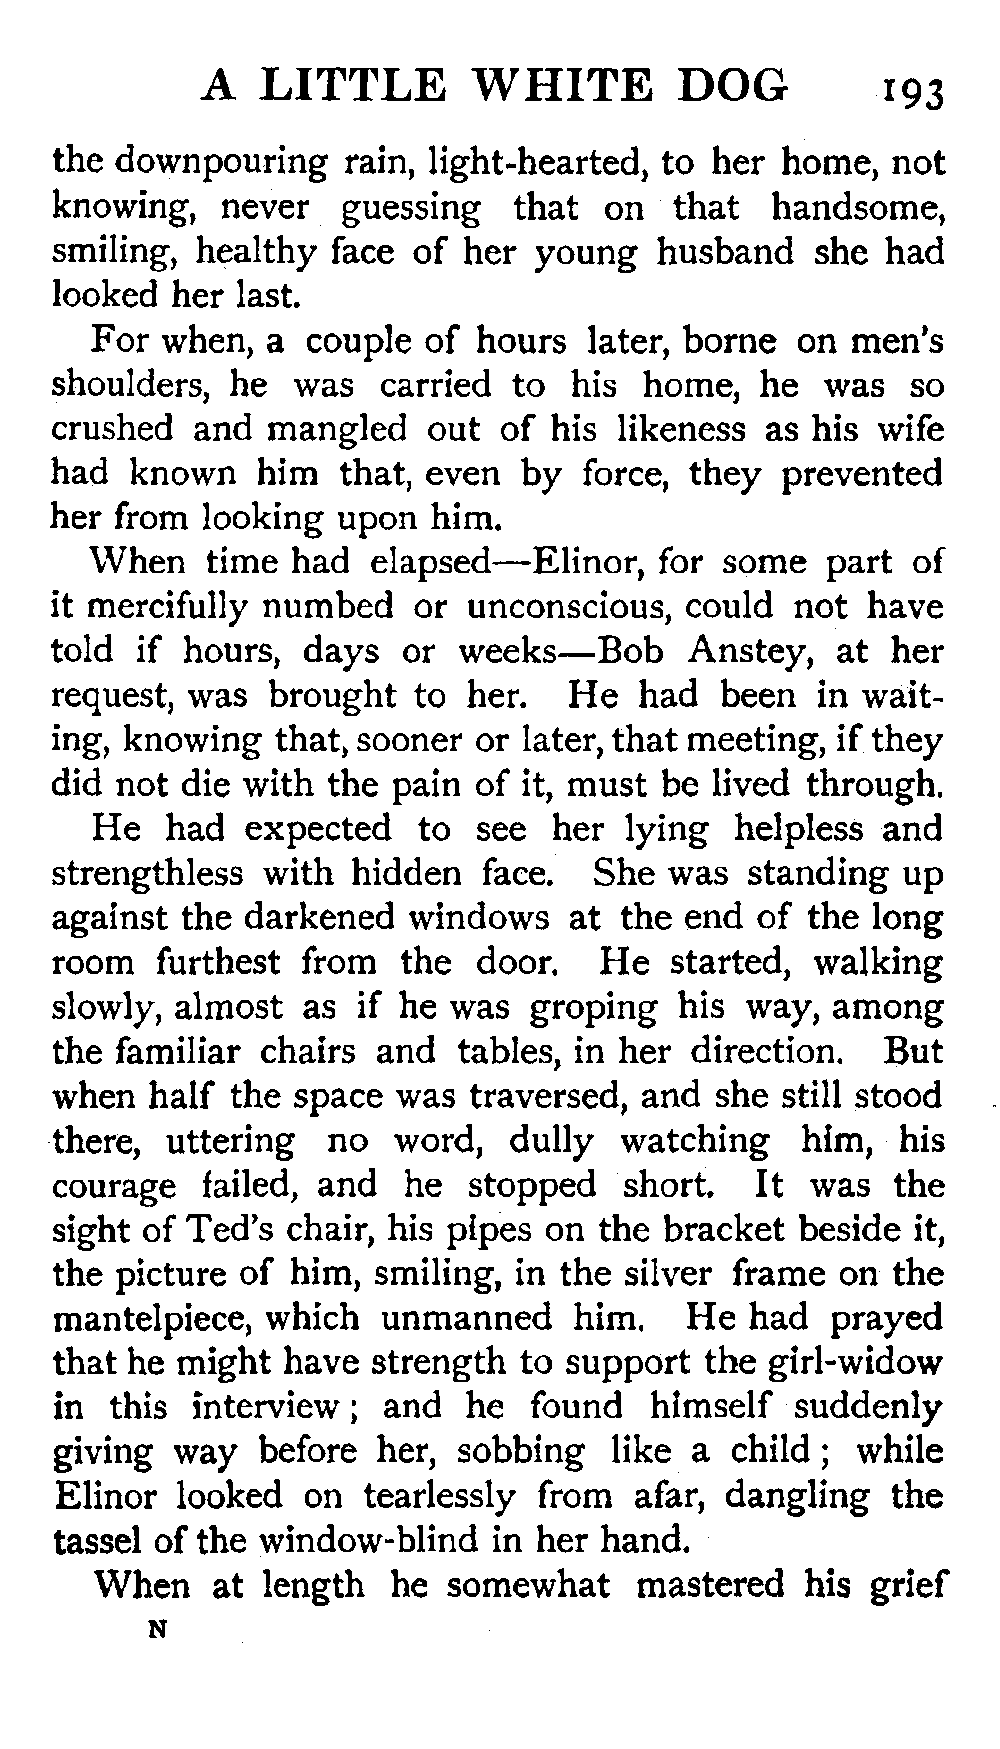 A LITTLE WHITE DOG 193
the downpouring rain, light-hearted, to her home, not
knowing, never guessing that on that handsome,
smiling, healthy face of her young husband she had
looked her last.
For when, a couple of hours later, borne on men's
shoulders, he was carried to his home, he was so
crushed and mangled out of his likeness as his wife
had known him that, even by force, they prevented
her from looking upon him.
When time had elapsed—Elinor, for some part of
it mercifully numbed or unconscious, could not have
told if hours, days or weeks—Bob Anstey, at her
request, was brought to her. He had been in wait-
ing, knowing that, sooner or later, that meeting, if they
did not die with the pain of it, must be lived through.
He had expected to see her lying helpless and
strengthless with hidden face. She was standing up
against the darkened windows at the end of the long
room furthest from the door. He started, walking
slowly, almost as if he was groping his way, among
the familiar chairs and tables, in her direction. But
when half the space was traversed, and she still stood
there, uttering no word, dully watching him, his
courage failed, and he stopped short. It was the
sight of Ted's chair, his pipes on the bracket beside it,
the picture of him, smiling, in the silver frame on the
mantelpiece, which unmanned him. He had prayed
that he might have strength to support the girl-widow
in this interview; and he found himself suddenly
giving way before her, sobbing like a child; while
Elinor looked on tearlessly from afar, dangling the
tassel of the window-blind in her hand.
When at length he somewhat mastered his grief
N